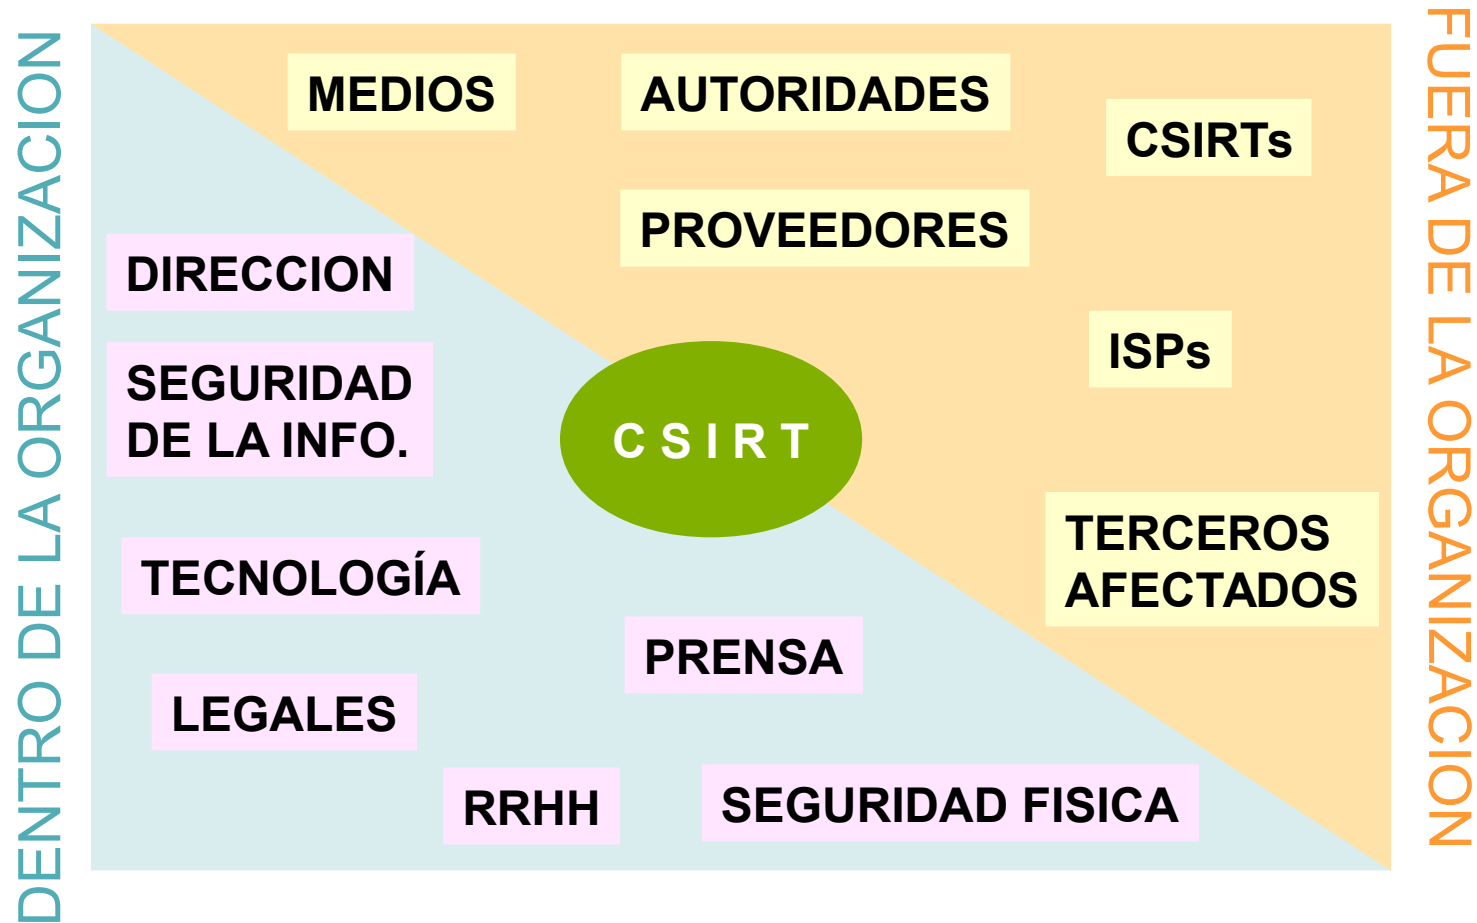 DENTRO DE LA ORGANIZACION
MEDIOS
AUTORIDADES
CSIRTs
PROVEEDORES
DIRECCION
ISPs
SEGURIDAD
DE LA INFO.
C S I R T
TERCEROS
AFECTADOS
TECNOLOGÍA
PRENSA
LEGALES
RRHH
SEGURIDAD FISICA
FUERA DE LA ORGANIZACION